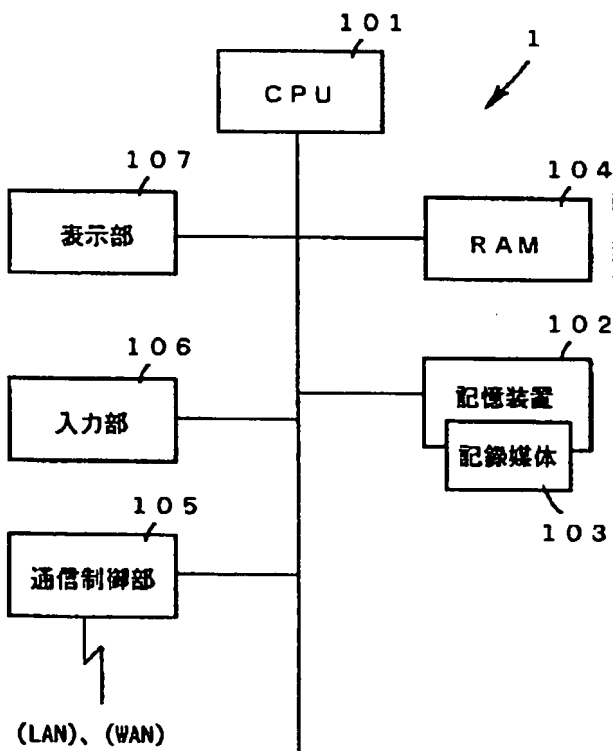 １０１
１
ＣＰＵ
１０７
１０４
表示部
ＲＡＭ
１０６
１０２
入力部
記憶装置
記録媒体
１０５
１０３
通信制御部
(LAN)、(WAN)